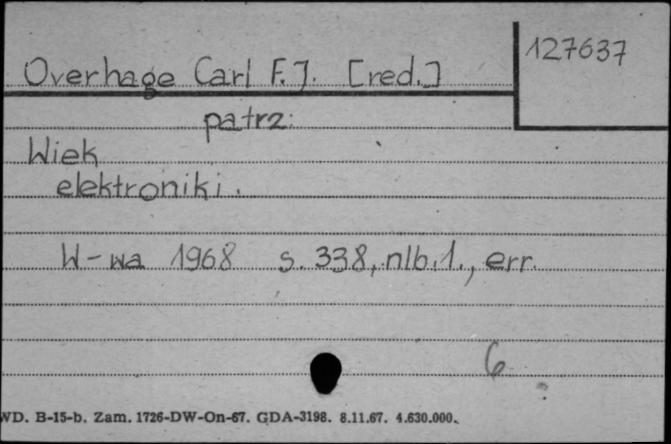 127637
Overhage Carl F.J. [red.]
patrz:
Wiek
elektroniki.
W-wa 1968 s. 338, nlb.1., err.
6
WD. B-15-b. Zam. 1726-DW-On-67. GDA-3198. 8.11.67. 4.630.000.